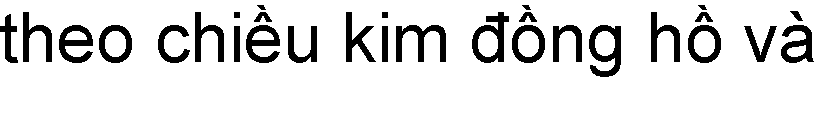 theo chiều kim đồng hồ và